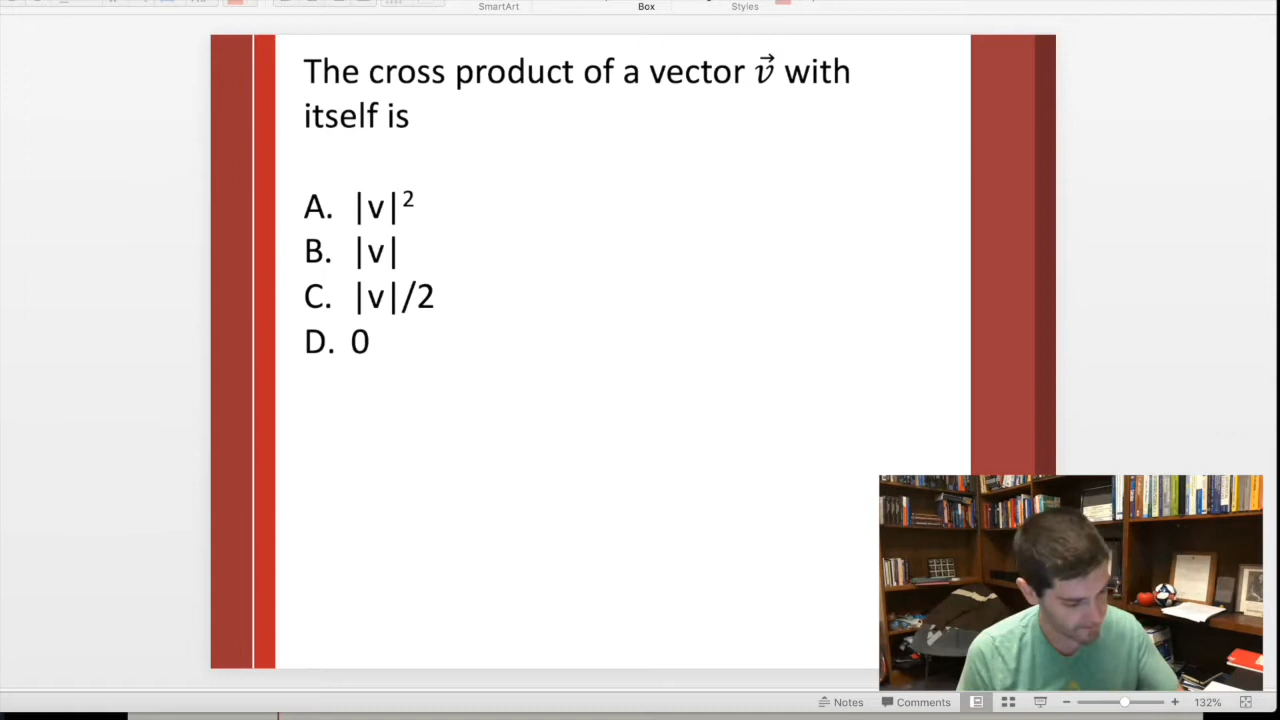 SmartArt
Box
Styles
The cross product of a vector v⃗ with
itself is
A. |v|²
B. |v|
C. |v|/2
D. 0
Notes
Comments
132%